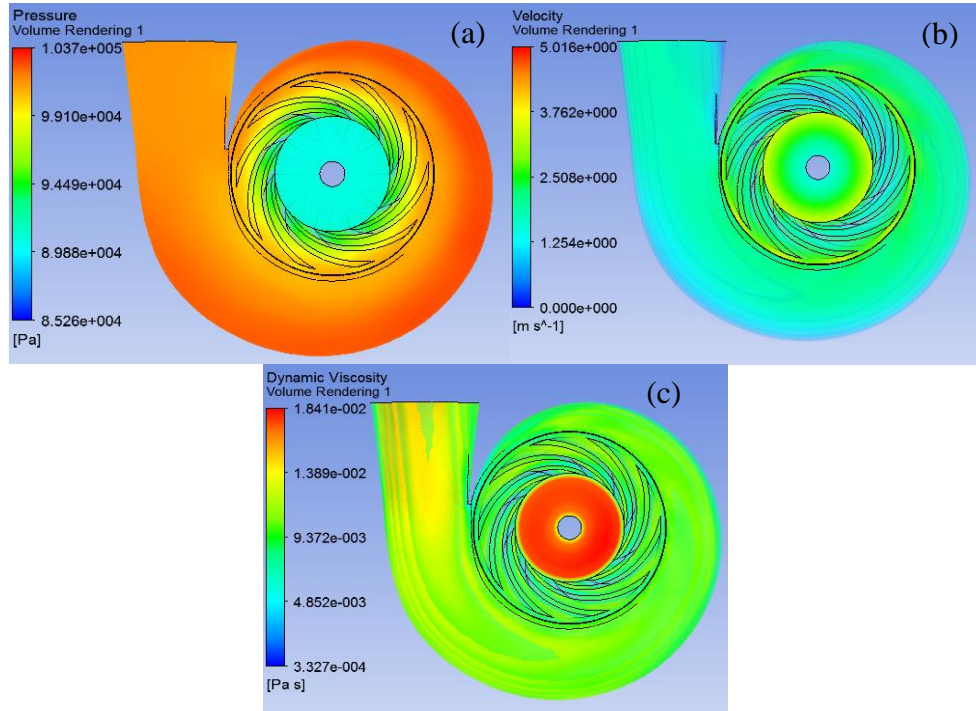 Pressure
Volume Rendering 1
1.037e+005
9.910e+004
9.449e+004
8.988e+004
8.526e+004
[Pa]
(a)
Velocity
Volume Rendering 1
5.016e+000
3.762e+000
2.508e+000
1.254e+000
0.000e+000
[m s^-1]
(b)
Dynamic Viscosity
Volume Rendering 1
1.841e-002
1.389e-002
9.372e-003
4.852e-003
3.327e-004
[Pa s]
(c)